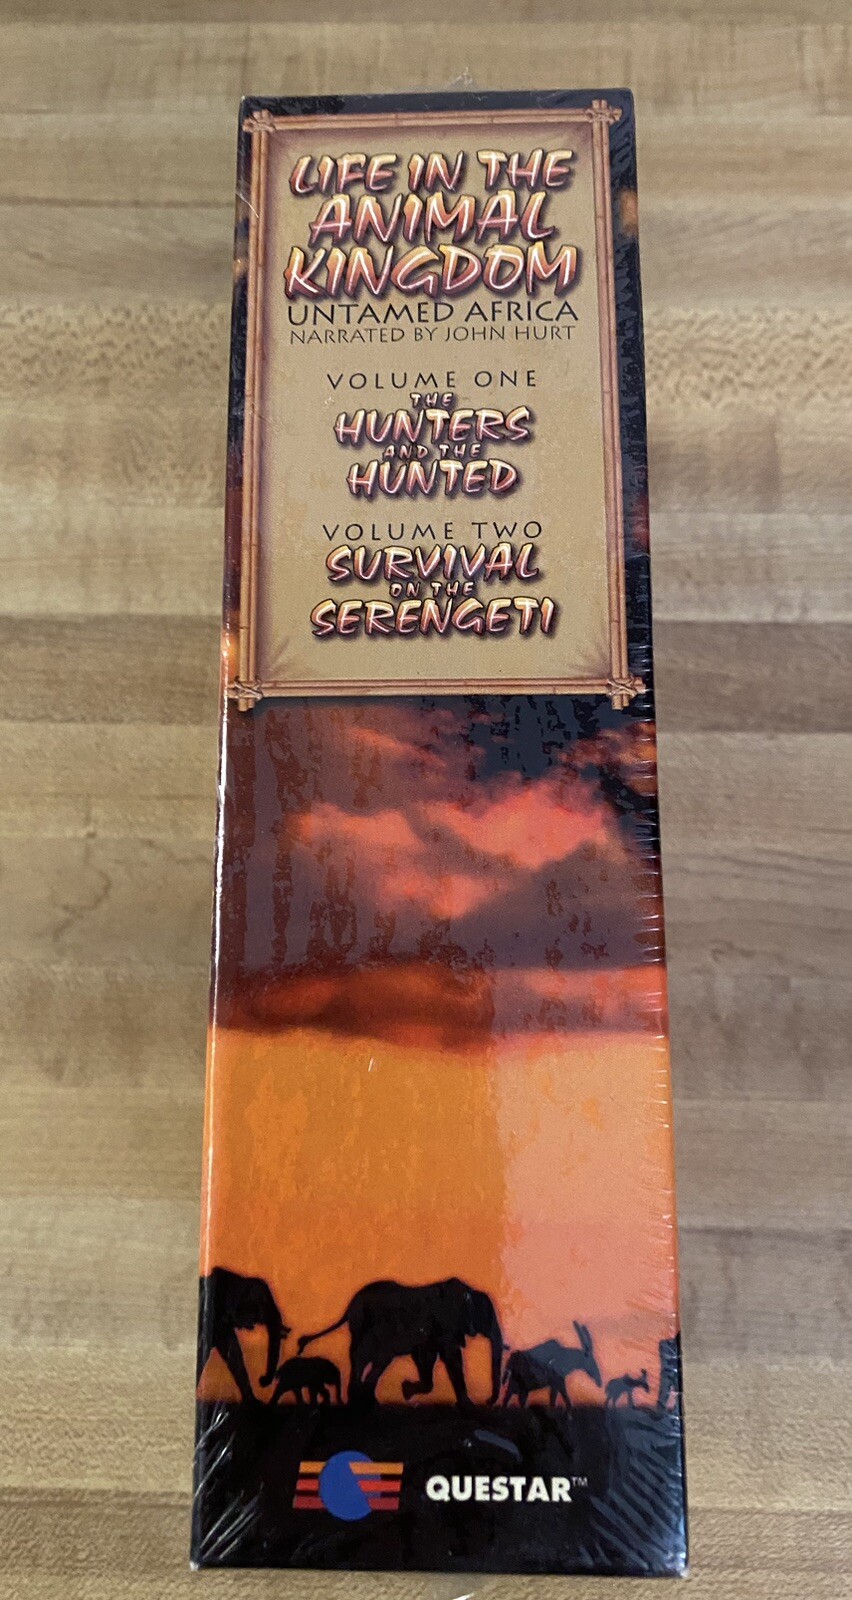 LIFE IN THE
ANIMAL
KINGDOM
UNTAMED AFRICA
NARRATED BY JOHN HURT
VOLUME ONE
THE
HUNTERS
AND THE
HUNTED
VOLUME TWO
SURVIVAL
ON THE
SERENGETI
QUESTAR™